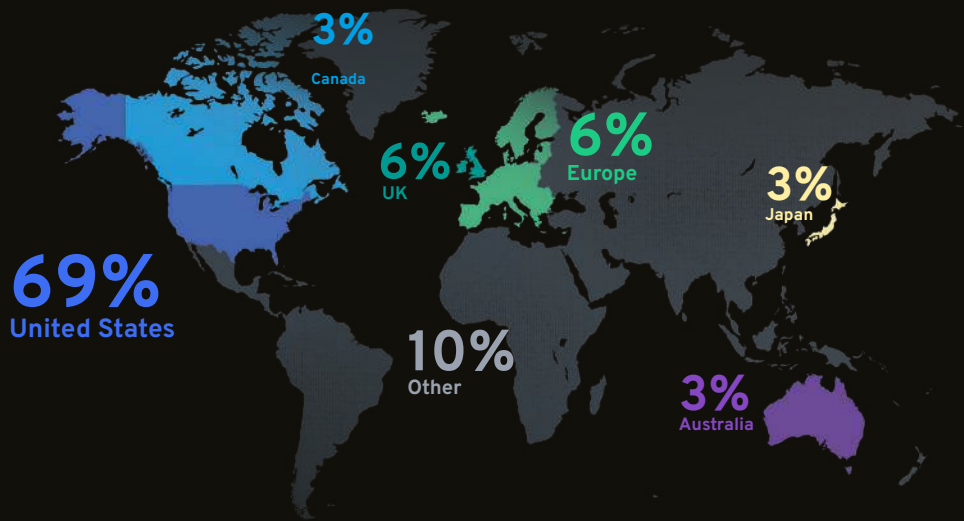 3%
Canada
6%
UK
6%
Europe
3%
Japan
69%
United States
10%
Other
3%
Australia